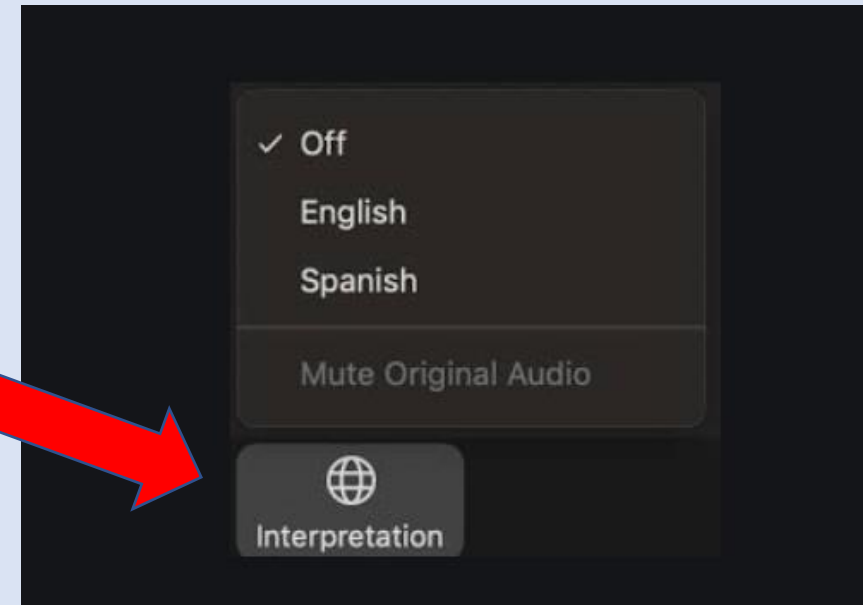 Off
English
Spanish
Mute Original Audio
Interpretation